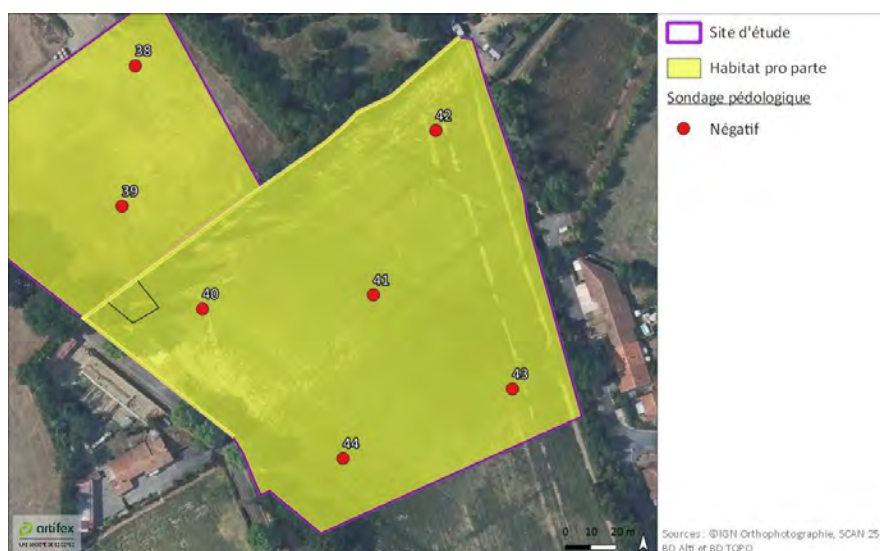 38
39
42
41
40
43
44
Site d'étude
Habitat pro parte
Sondage pédologique
Négatif
artifex
0 10 20 m
Sources : ©IGN Orthophotographie, SCAN 25
BD Alti et BD TOPO